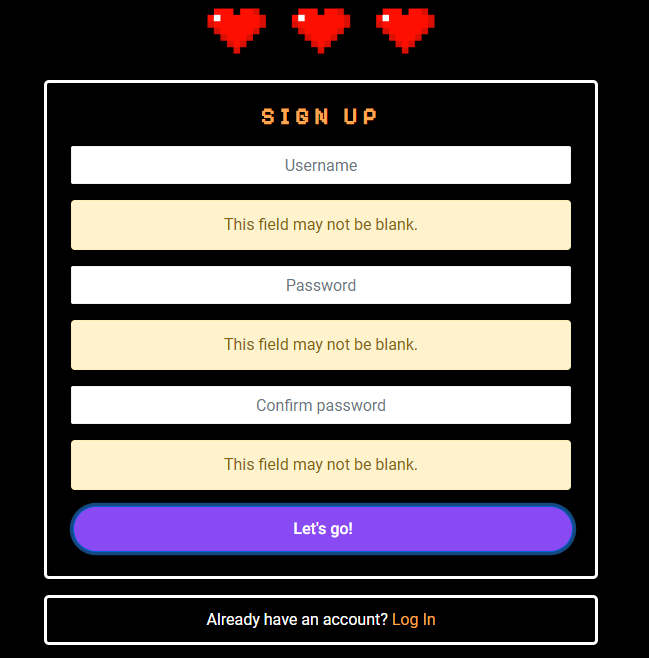 SIGN UP
Username
This field may not be blank.
Password
This field may not be blank.
Confirm password
This field may not be blank.
Let's go!
Already have an account? Log In